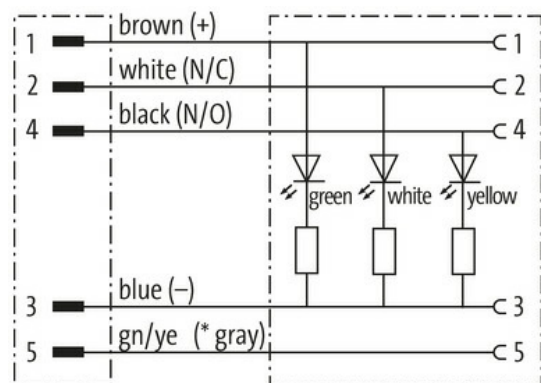 brown (+)
1 1
white (N/C)
2 2
black (N/O)
4 4
green white yellow
blue (–)
3 3
gn/ye (* gray)
5 5